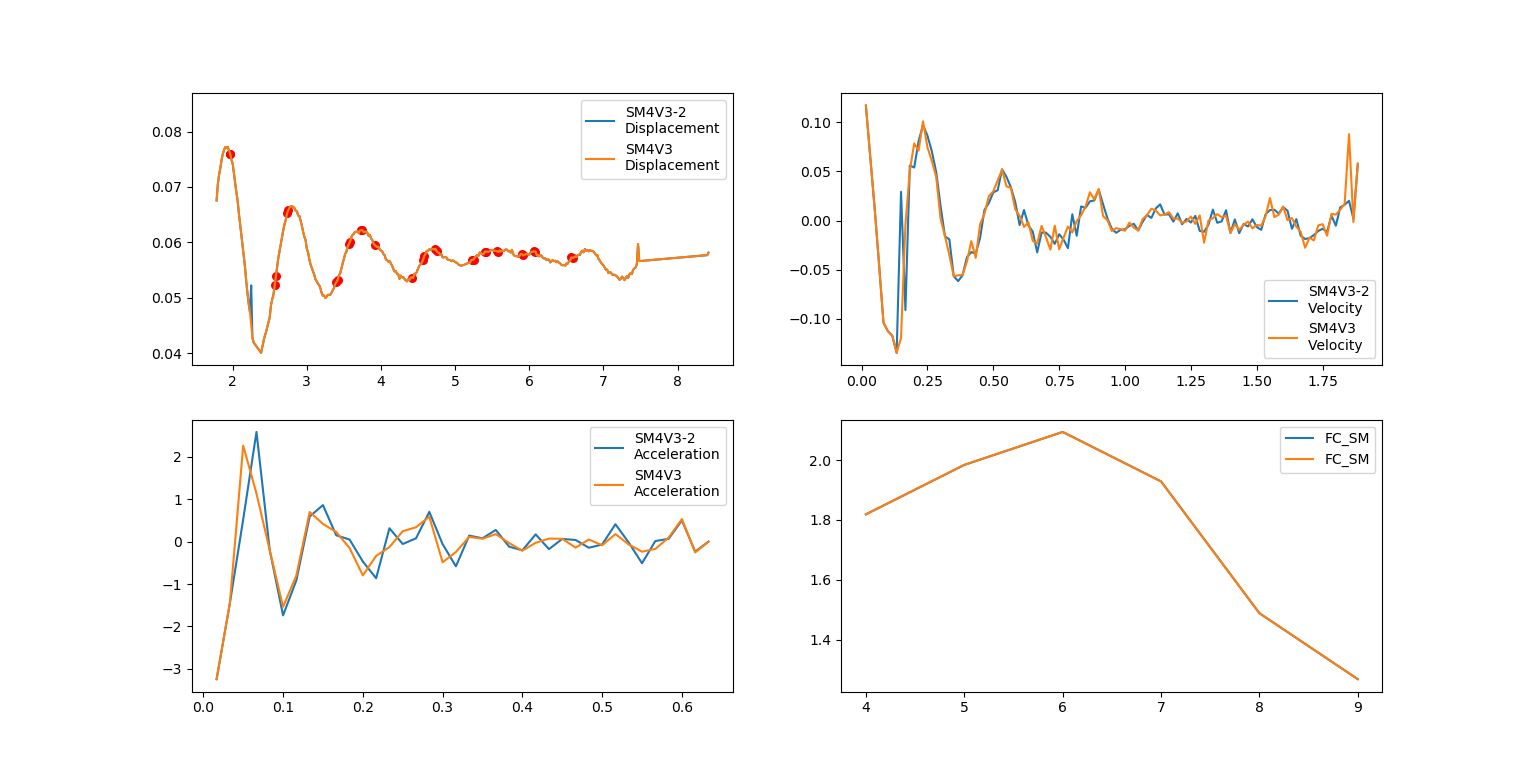 SM4V3-2
Displacement
SM4V3
Displacement
0.08
0.07
0.06
0.05
0.04
2 3 4 5 6 7 8
0.10
0.05
0.00
−0.05
−0.10
SM4V3-2
Velocity
SM4V3
Velocity
0.00 0.25 0.50 0.75 1.00 1.25 1.50 1.75
SM4V3-2
Acceleration
SM4V3
Acceleration
2
1
0
−1
−2
−3
0.0 0.1 0.2 0.3 0.4 0.5 0.6
FC_SM
FC_SM
2.0
1.8
1.6
1.4
4 5 6 7 8 9